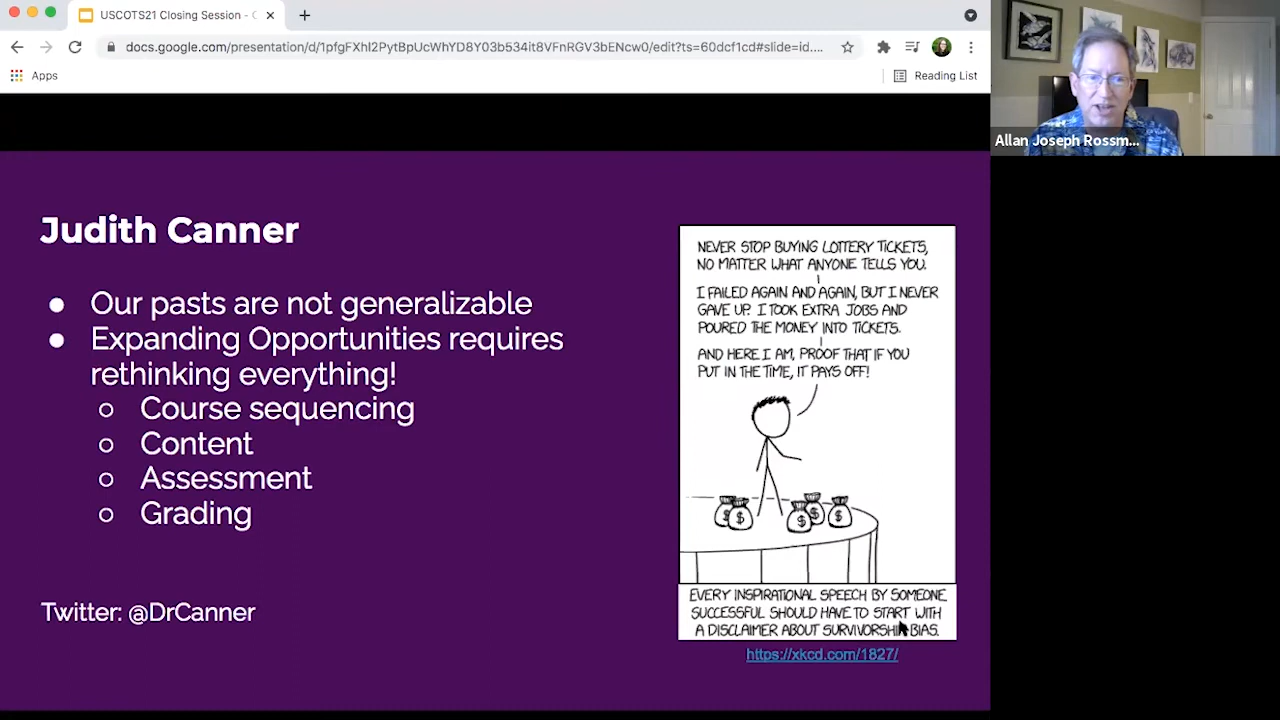 USCOTS21 Closing Session - C
docs.google.com/presentation/d/1pfgFXhI2PytBpUcWhYD8Y03b534it8VFnRGV3bENcw0/edit?ts=60dcf1cd#slide=id....
Apps
Reading List
Allan Joseph Rossm...
Judith Canner
● Our pasts are not generalizable
● Expanding Opportunities requires
rethinking everything!
○ Course sequencing
○ Content
○ Assessment
○ Grading
Twitter: @DrCanner
NEVER STOP BUYING LOTTERY TICKETS,
NO MATTER WHAT ANYONE TELLS YOU.
I FAILED AGAIN AND AGAIN, BUT I NEVER
GAVE UP. I TOOK EXTRA JOBS AND
POURED THE MONEY INTO TICKETS.
AND HERE I AM, PROOF THAT IF YOU
PUT IN THE TIME, IT PAYS OFF!
$ $ $ $ $
EVERY INSPIRATIONAL SPEECH BY SOMEONE
SUCCESSFUL SHOULD HAVE TO START WITH
A DISCLAIMER ABOUT SURVIVORSHIP BIAS.
https://xkcd.com/1827/